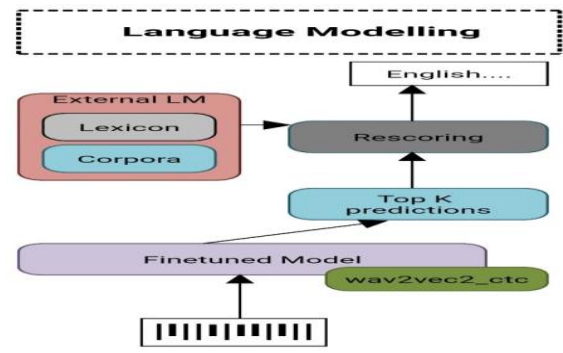 Language Modelling
English....
External LM
Lexicon
Corpora
Rescoring
Top K
predictions
Finetuned Model
wav2vec2_ctc